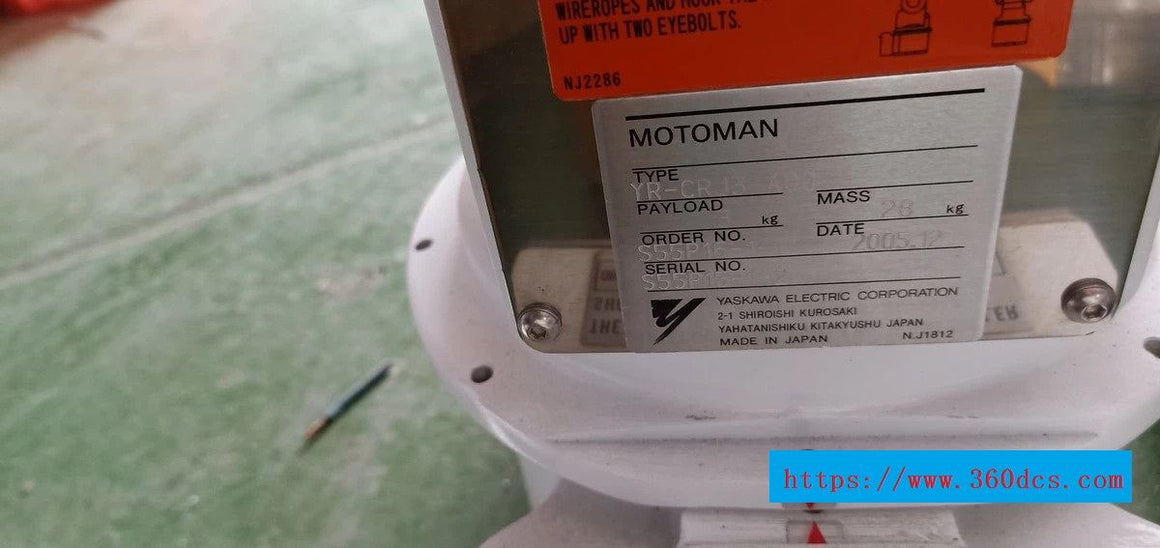 WIREROPES AND HOOK
UP WITH TWO EYEBOLTS.
NJ2286
MOTOMAN
TYPE
PAYLOAD kg MASS 28 kg
ORDER NO. DATE 2005.12
SERIAL NO.
YASKAWA ELECTRIC CORPORATION
2-1 SHIROISHI KUROSAKI
YAHATANISHIKU KITAKYUSHU JAPAN
MADE IN JAPAN NJ1812
https://www.360dcs.com